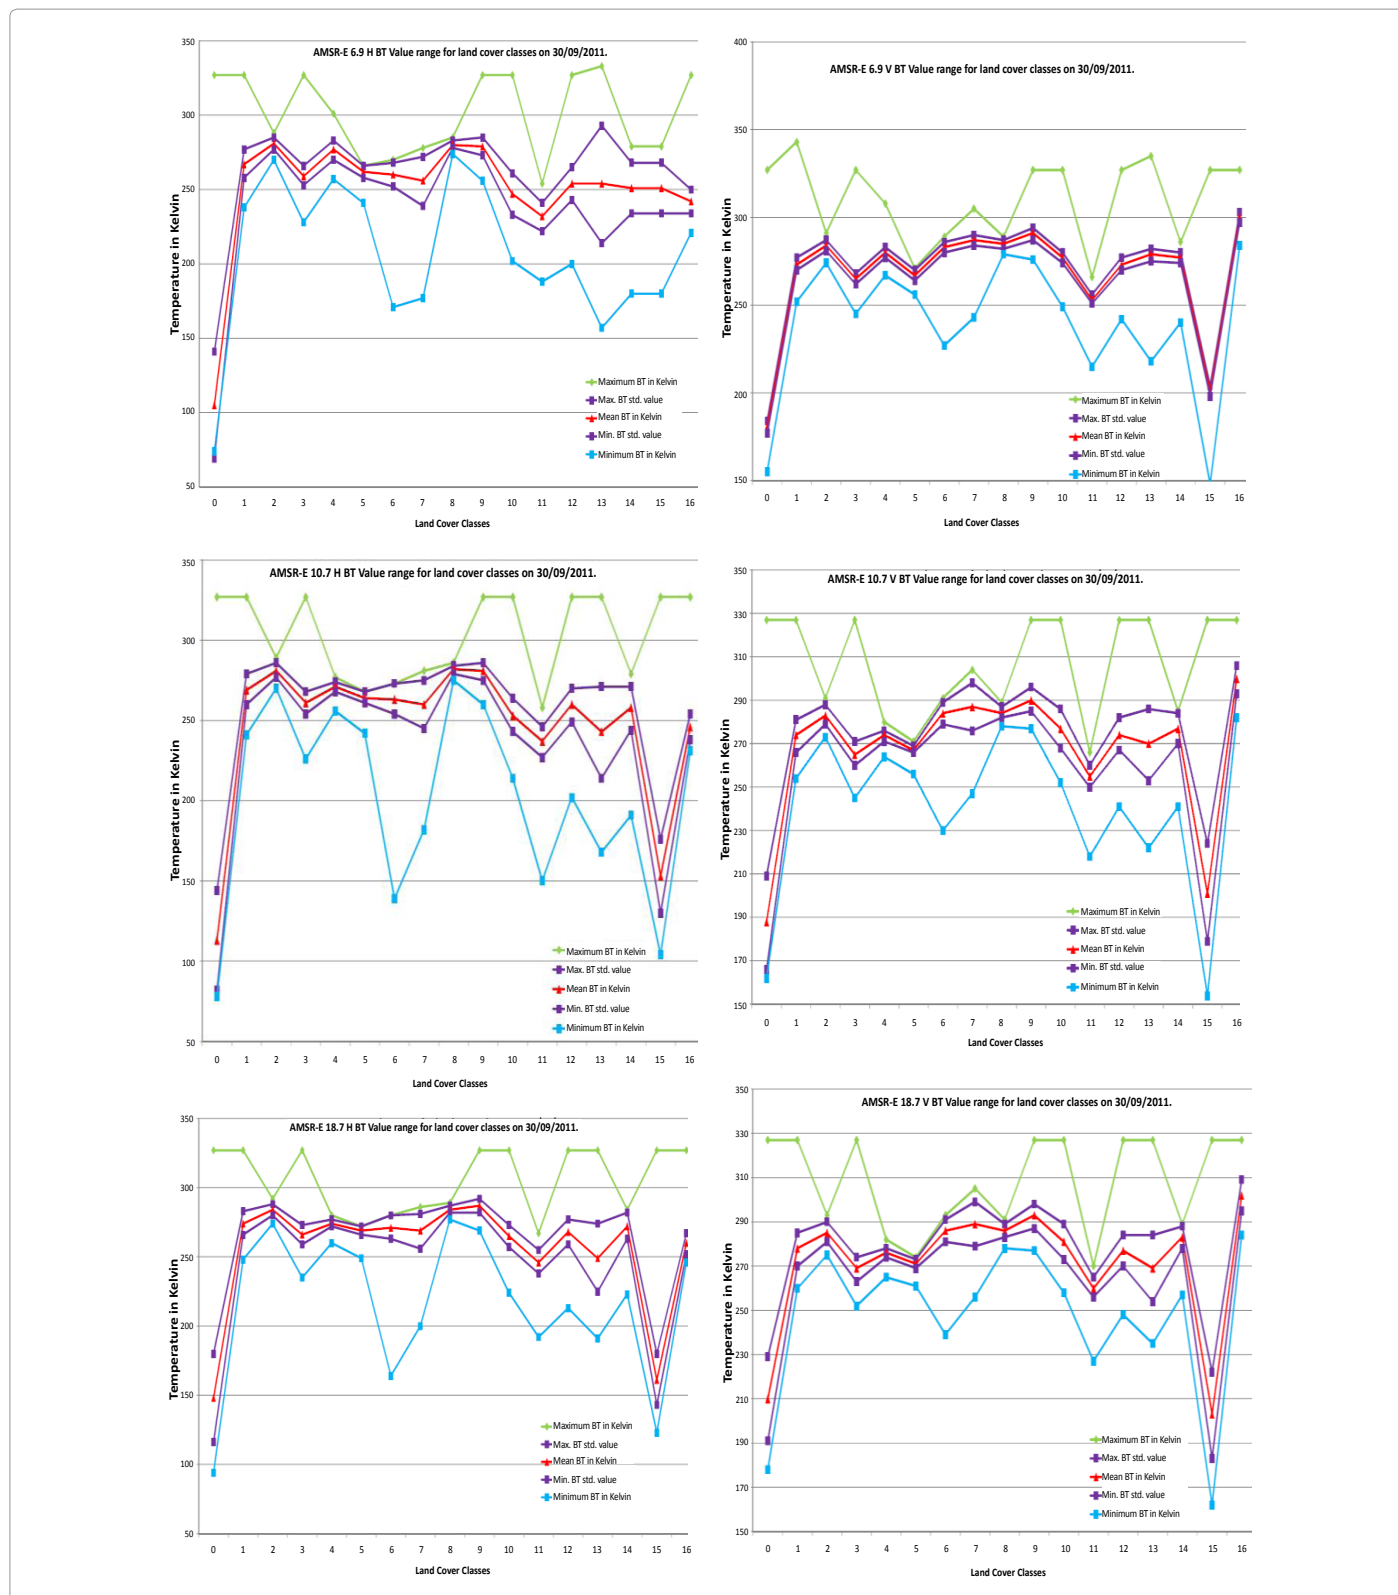 AMSR-E 6.9 H BT Value range for land cover classes on 30/09/2011.
Temperature in Kelvin
350
300
250
200
150
100
50
0 1 2 3 4 5 6 7 8 9 10 11 12 13 14 15 16
Land Cover Classes
Maximum BT in Kelvin
Max. BT std. value
Mean BT in Kelvin
Min. BT std. value
Minimum BT in Kelvin
AMSR-E 6.9 V BT Value range for land cover classes on 30/09/2011.
Temperature in Kelvin
400
350
300
250
200
150
0 1 2 3 4 5 6 7 8 9 10 11 12 13 14 15 16
Land Cover Classes
Maximum BT in Kelvin
Max. BT std. value
Mean BT in Kelvin
Min. BT std. value
Minimum BT in Kelvin
AMSR-E 10.7 H BT Value range for land cover classes on 30/09/2011.
Temperature in Kelvin
350
300
250
200
150
100
50
0 1 2 3 4 5 6 7 8 9 10 11 12 13 14 15 16
Land Cover Classes
Maximum BT in Kelvin
Max. BT std. value
Mean BT in Kelvin
Min. BT std. value
Minimum BT in Kelvin
AMSR-E 10.7 V BT Value range for land cover classes on 30/09/2011.
Temperature in Kelvin
350
330
310
290
270
250
230
210
190
170
150
0 1 2 3 4 5 6 7 8 9 10 11 12 13 14 15 16
Land Cover Classes
Maximum BT in Kelvin
Max. BT std. value
Mean BT in Kelvin
Min. BT std. value
Minimum BT in Kelvin
AMSR-E 18.7 H BT Value range for land cover classes on 30/09/2011.
Temperature in Kelvin
350
300
250
200
150
100
50
0 1 2 3 4 5 6 7 8 9 10 11 12 13 14 15 16
Land Cover Classes
Maximum BT in Kelvin
Max. BT std. value
Mean BT in Kelvin
Min. BT std. value
Minimum BT in Kelvin
AMSR-E 18.7 V BT Value range for land cover classes on 30/09/2011.
Temperature in Kelvin
350
330
310
290
270
250
230
210
190
170
150
0 1 2 3 4 5 6 7 8 9 10 11 12 13 14 15 16
Land Cover Classes
Maximum BT in Kelvin
Max. BT std. value
Mean BT in Kelvin
Min. BT std. value
Minimum BT in Kelvin